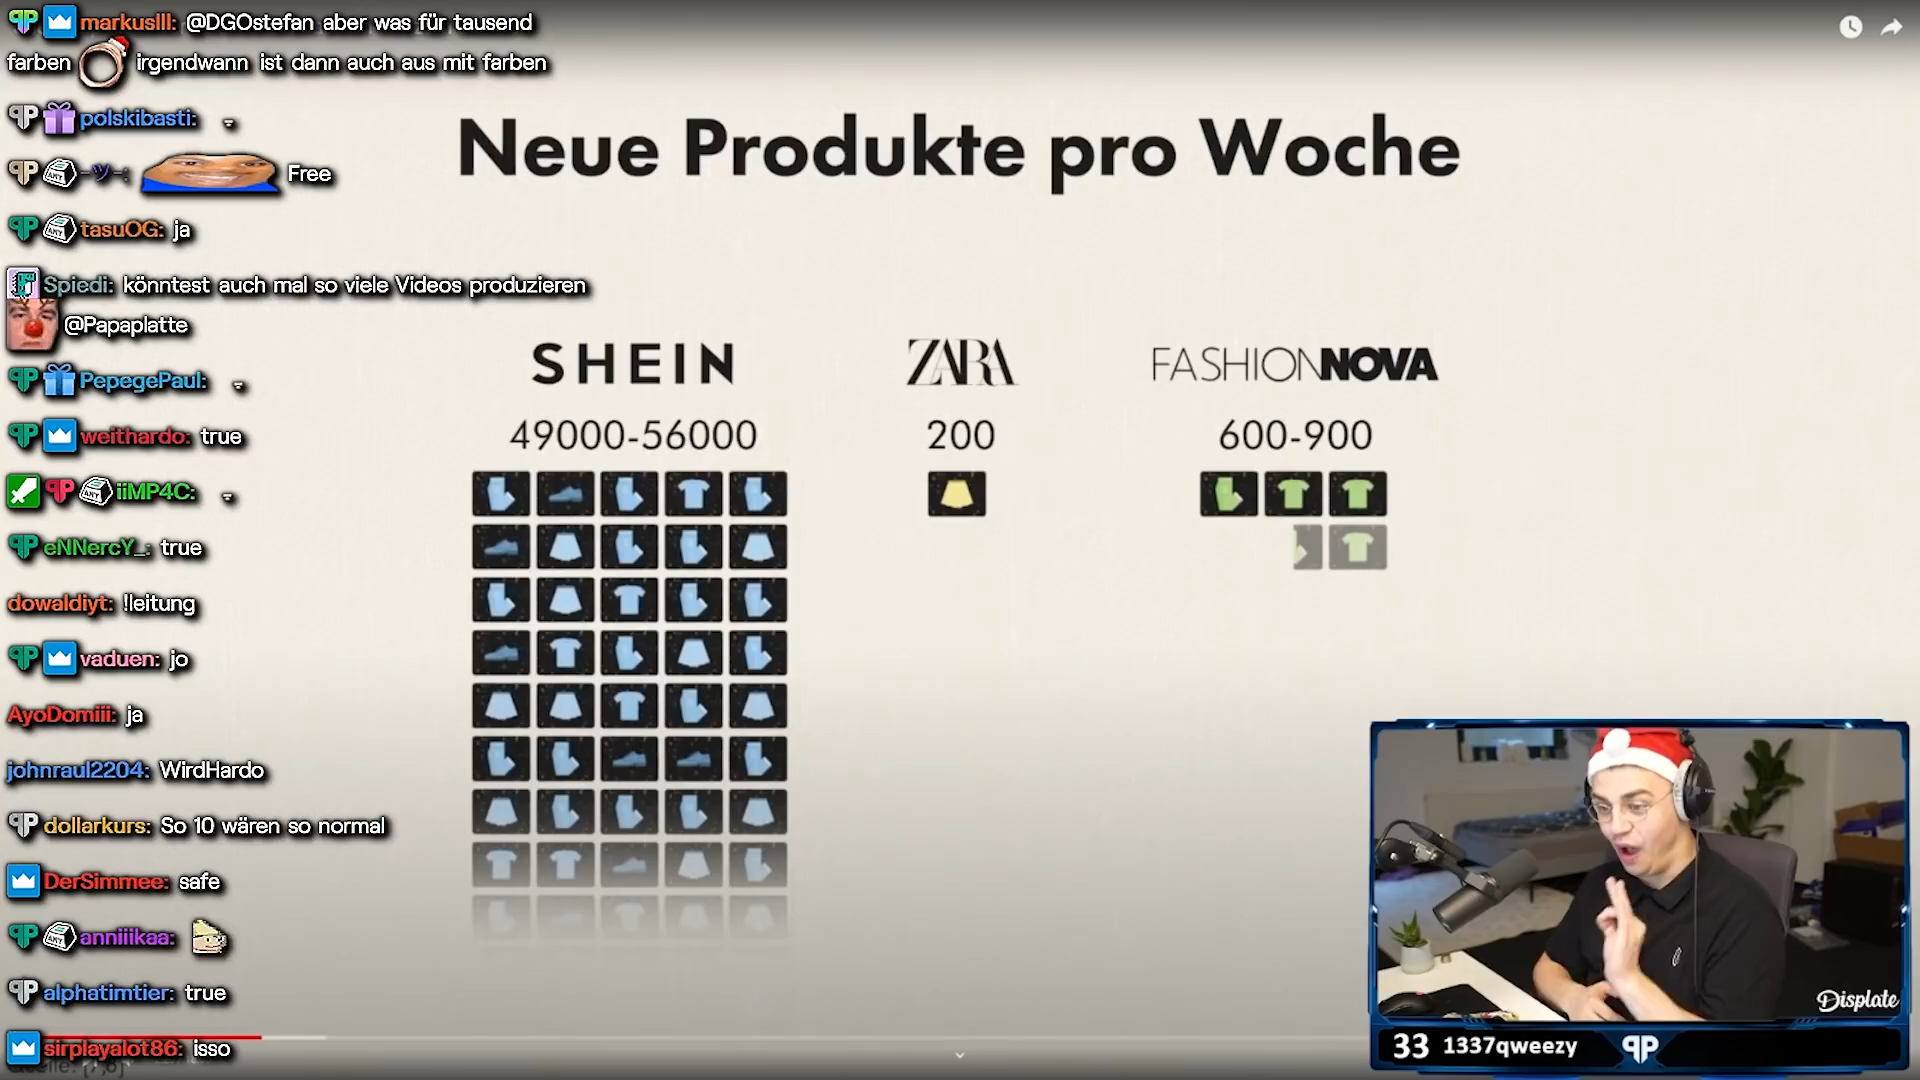 markuslll: @DGOstefan aber was für tausend
farben irgendwann ist dann auch aus mit farben
polskibasti:
-ツ-: Free
tasuOG: ja
Spiedi: könntest auch mal so viele Videos produzieren
@Papaplatte
PepegePaul:
weithardo: true
iiMP4C:
eNNercY_: true
dowaldiyt: !leitung
vaduen: jo
AyoDomiii: ja
johnraul2204: WirdHardo
dollarkurs: So 10 wären so normal
DerSimmee: safe
anniiikaa:
alphatimtier: true
sirplayalot86: isso
Neue Produkte pro Woche
SHEIN
49000-56000
ZARA
200
FASHIONNOVA
600-900
Displate
33 1337qweezy